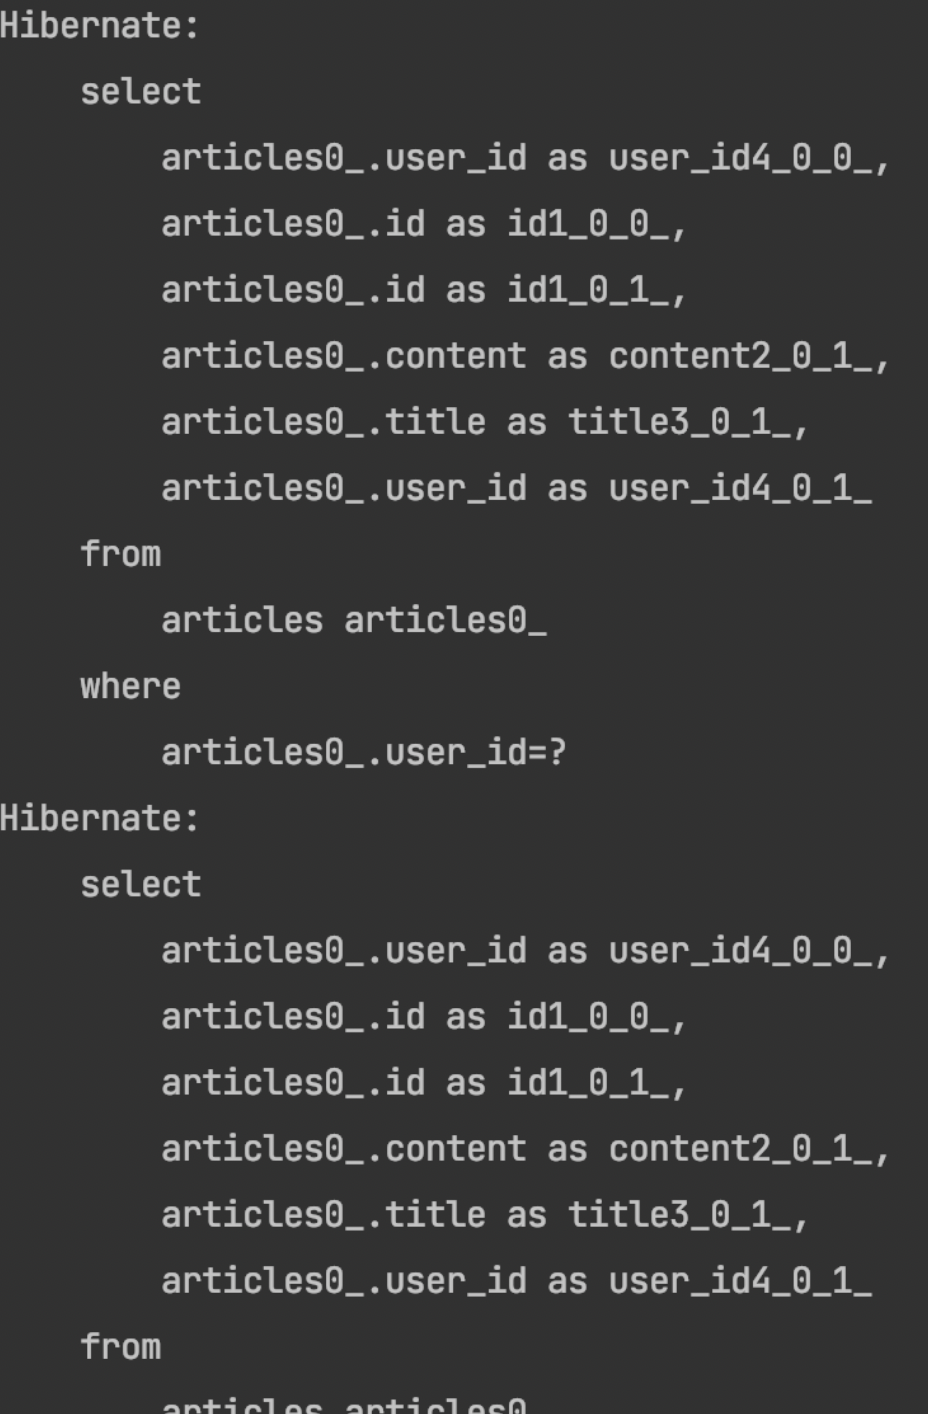 Hibernate:
select
articles0_.user_id as user_id4_0_0_,
articles0_.id as id1_0_0_,
articles0_.id as id1_0_1_,
articles0_.content as content2_0_1_,
articles0_.title as title3_0_1_,
articles0_.user_id as user_id4_0_1_
from
articles articles0_
where
articles0_.user_id=?
Hibernate:
select
articles0_.user_id as user_id4_0_0_,
articles0_.id as id1_0_0_,
articles0_.id as id1_0_1_,
articles0_.content as content2_0_1_,
articles0_.title as title3_0_1_,
articles0_.user_id as user_id4_0_1_
from
articles articles0